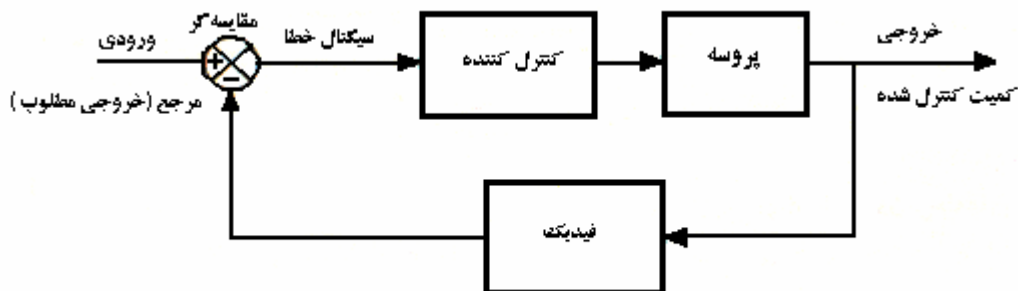 مقایسه گر
ورودی
مرجع (خروجی مطلوب )
+
−
سیگنال خطا
کنترل کننده
پروسه
خروجی
کمیت کنترل شده
فیدبک